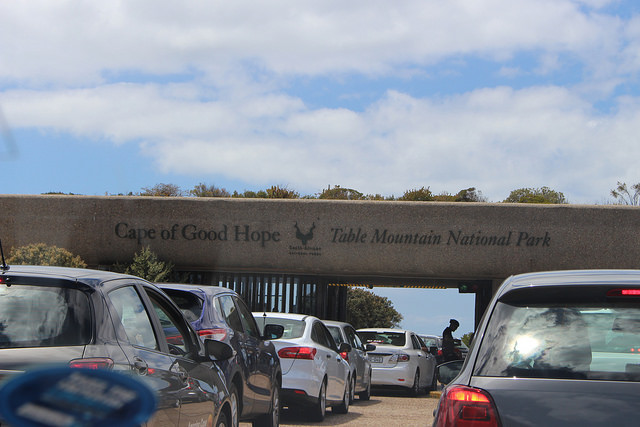 Cape of Good Hope
Table Mountain National Park